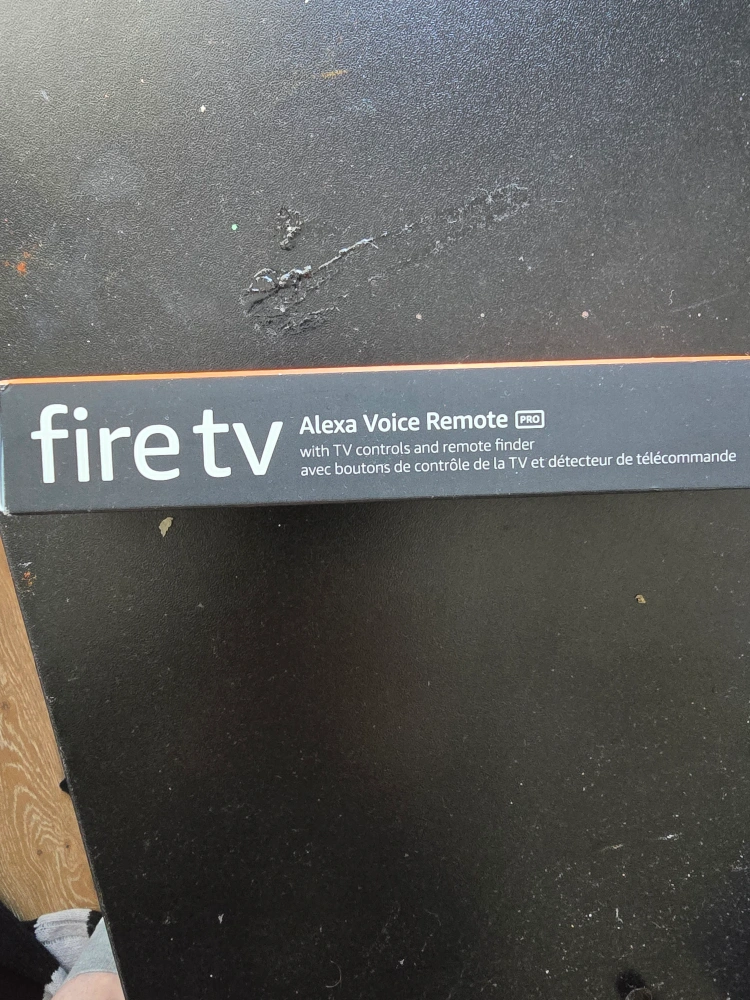 fire tv
Alexa Voice Remote PRO
with TV controls and remote finder
avec boutons de contrôle de la TV et détecteur de télécommande